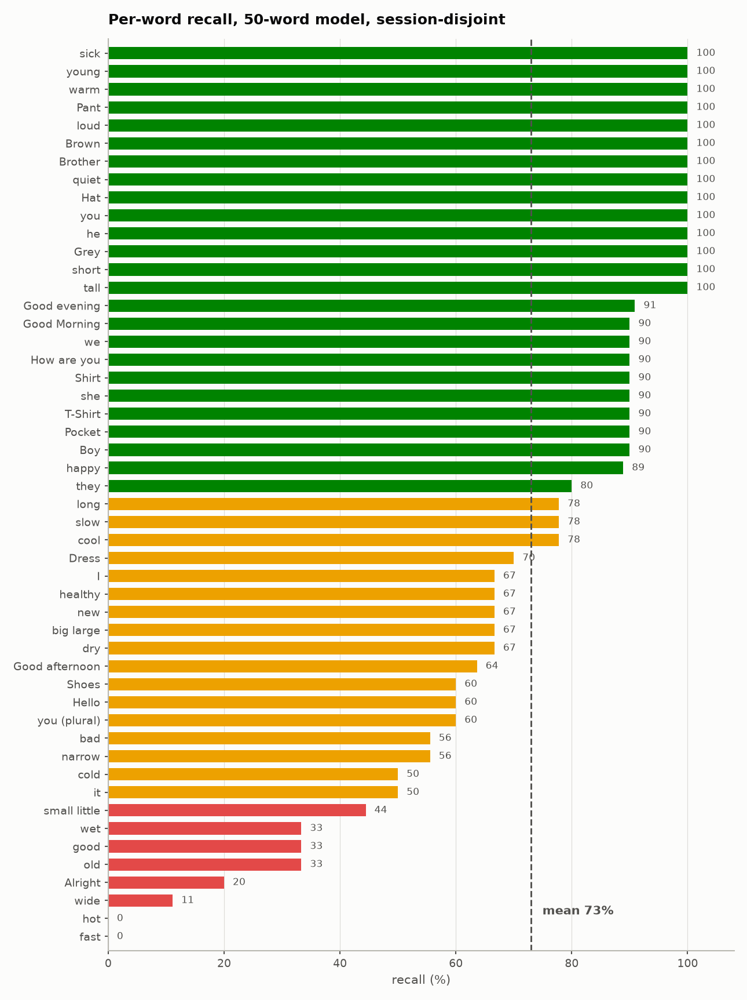 Per-word recall, 50-word model, session-disjoint
sick 100
young 100
warm 100
Pant 100
loud 100
Brown 100
Brother 100
quiet 100
Hat 100
you 100
he 100
Grey 100
short 100
tall 100
Good evening 91
Good Morning 90
we 90
How are you 90
Shirt 90
she 90
T-Shirt 90
Pocket 90
Boy 90
happy 89
they 80
long 78
slow 78
cool 78
Dress 70
I 67
healthy 67
new 67
big large 67
dry 67
Good afternoon 64
Shoes 60
Hello 60
you (plural) 60
bad 56
narrow 56
cold 50
it 50
small little 44
wet 33
good 33
old 33
Alright 20
wide 11
mean 73%
hot 0
fast 0
0 20 40 60 80 100
recall (%)